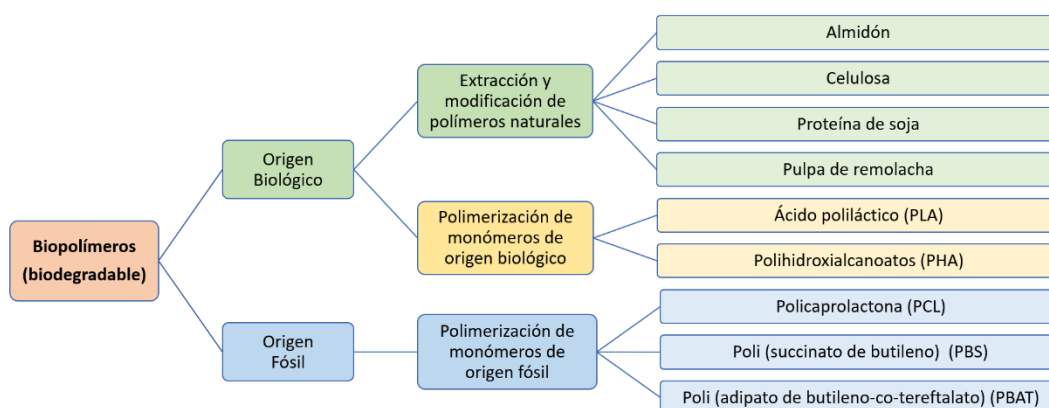 Biopolímeros
(biodegradable)
Origen
Biológico
Extracción y
modificación de
polímeros naturales
Almidón
Celulosa
Proteína de soja
Pulpa de remolacha
Polimerización de
monómeros de
origen biológico
Ácido poliláctico (PLA)
Polihidroxialcanoatos (PHA)
Origen
Fósil
Polimerización de
monómeros de
origen fósil
Policaprolactona (PCL)
Poli (succinato de butileno) (PBS)
Poli (adipato de butileno-co-tereftalato) (PBAT)